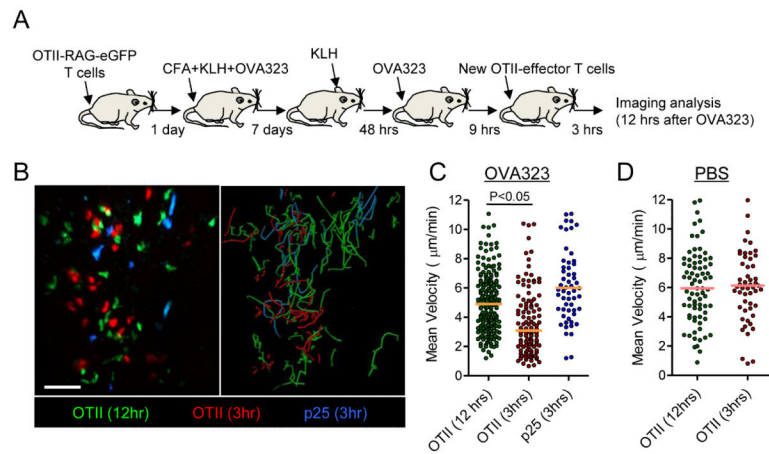 A
OTII-RAG-eGFP
T cells
CFA+KLH+OVA323
KLH
OVA323
New OTII-effector T cells
1 day
7 days
48 hrs
9 hrs
3 hrs
Imaging analysis
(12 hrs after OVA323)
B
OTII (12hr)
OTII (3hr)
p25 (3hr)
C
OVA323
P<0.05
Mean Velocity ( μm/min)
12
10
8
6
4
2
0
OTII (12hrs)
OTII (3hrs)
p25 (3hrs)
D
PBS
Mean Velocity ( μm/min)
12
10
8
6
4
2
0
OTII (12hrs)
OTII (3hrs)